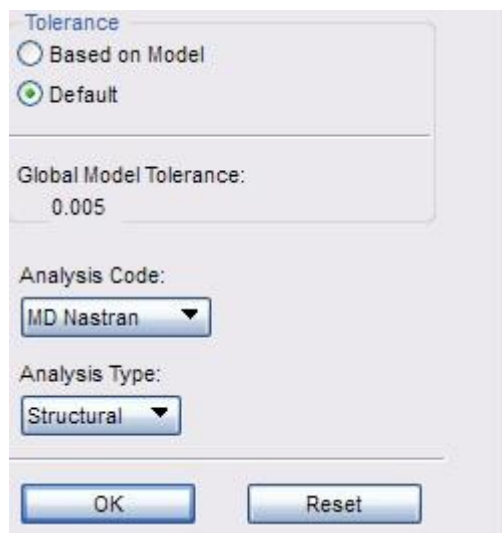 Tolerance
Based on Model
Default
Global Model Tolerance:
0.005
Analysis Code:
MD Nastran
Analysis Type:
Structural
OK Reset